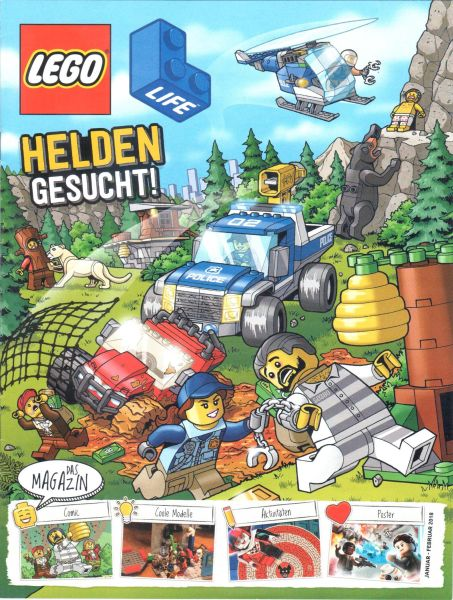 LEGO
LIFE
HELDEN
GESUCHT!
02
POLICE
POLICE
DAS
MAGAZIN
Comic
Coole Modelle
Aktivitäten
Poster
JANUAR - FEBRUAR 2018